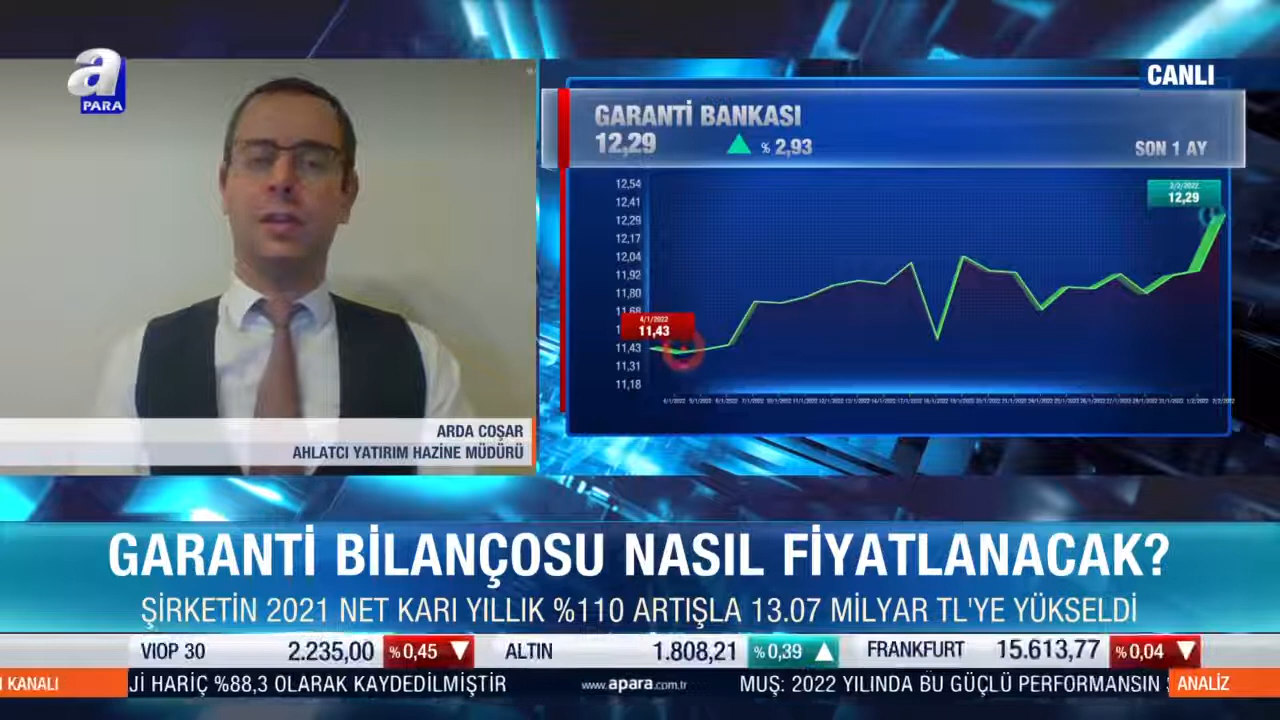 a
PARA
CANLI
GARANTİ BANKASI
12,29
% 2,93
SON 1 AY
12,54
12,41
12,29
12,17
12,04
11,92
11,80
11,68
11,43
11,31
11,18
4/1/2022
11,43
2/2/2022
12,29
ARDA COŞAR
AHLATCI YATIRIM HAZİNE MÜDÜRÜ
GARANTİ BİLANÇOSU NASIL FİYATLANACAK?
ŞİRKETİN 2021 NET KARI YILLIK %110 ARTIŞLA 13.07 MİLYAR TL'YE YÜKSELDİ
VIOP 30 2.235,00 %0,45 ALTIN 1.808,21 %0,39 FRANKFURT 15.613,77 %0,04
KANALI Jİ HARİÇ %88,3 OLARAK KAYDEDİLMİŞTİR www.apara.com.tr MUŞ: 2022 YILINDA BU GÜÇLÜ PERFORMANSIN ANALİZ